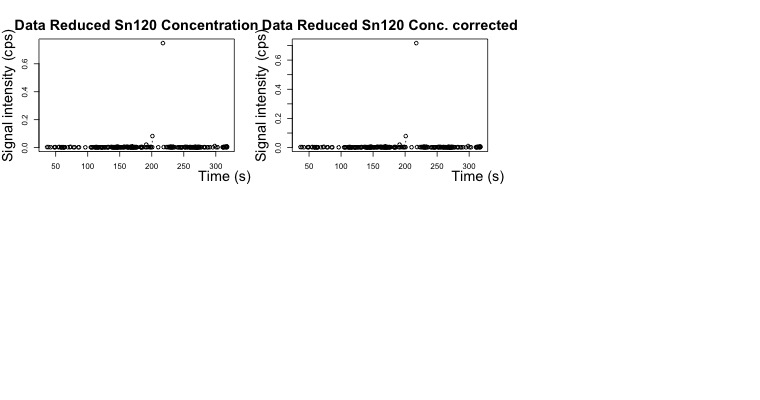 Data Reduced Sn120 Concentration
Signal intensity (cps)
0.0 0.2 0.4 0.6
50 100 150 200 250 300
Time (s)
Data Reduced Sn120 Conc. corrected
Signal intensity (cps)
0.0 0.2 0.4 0.6
50 100 150 200 250 300
Time (s)